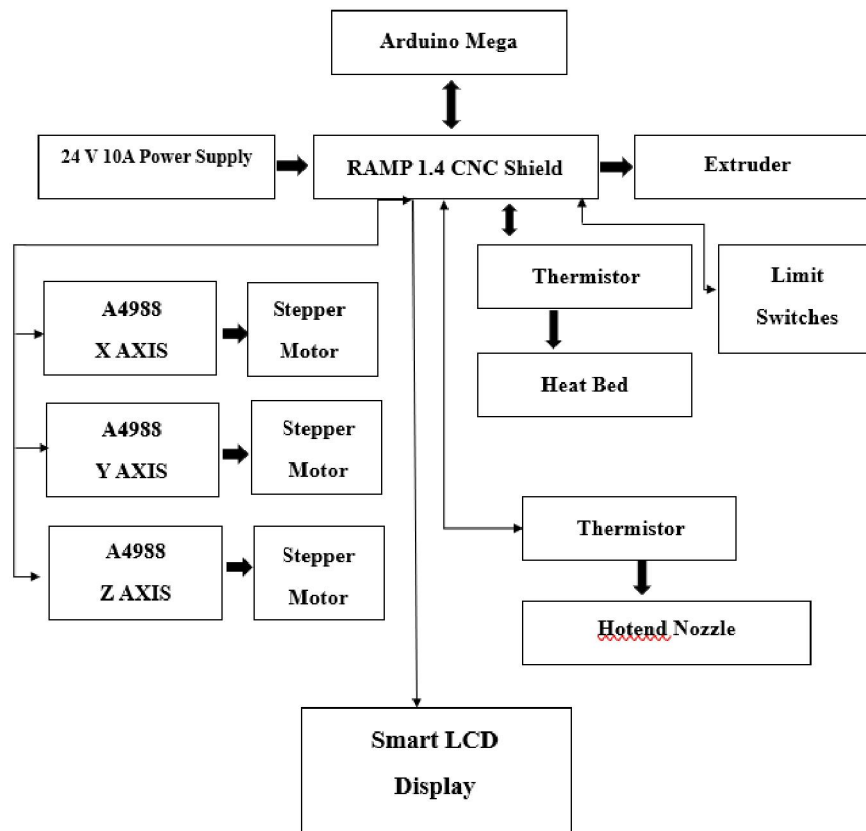 Arduino Mega
24 V 10A Power Supply
RAMP 1.4 CNC Shield
Extruder
A4988
X AXIS
Stepper
Motor
Thermistor
Limit
Switches
Heat Bed
A4988
Y AXIS
Stepper
Motor
A4988
Z AXIS
Stepper
Motor
Thermistor
Hotend Nozzle
Smart LCD
Display